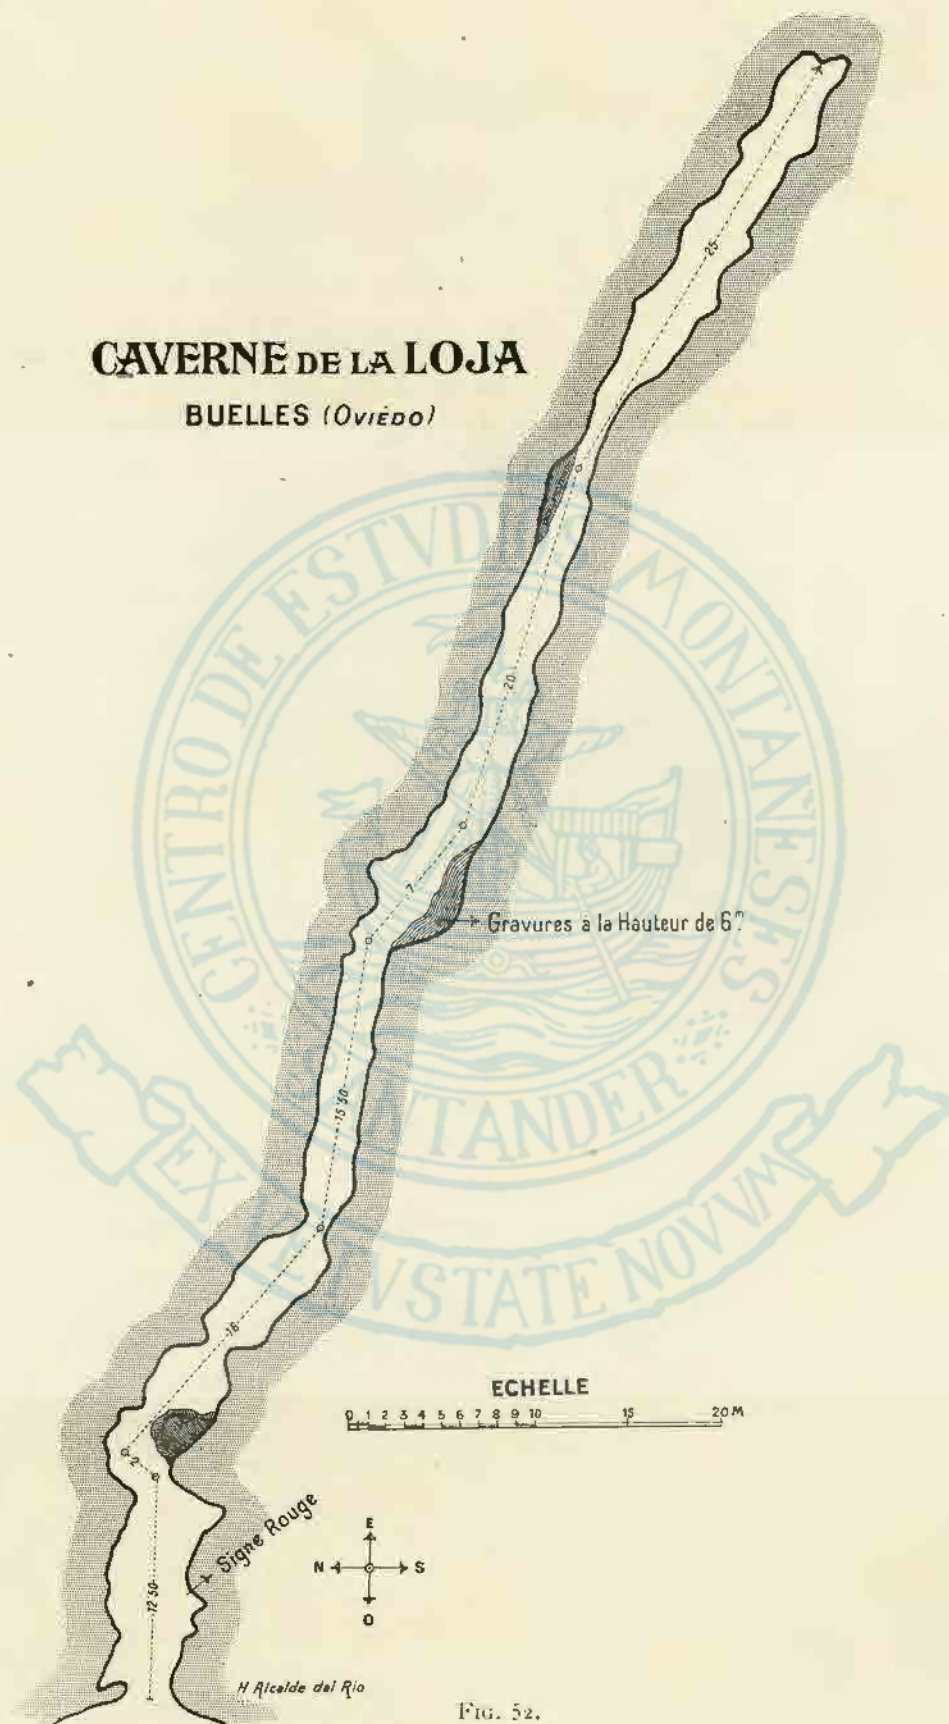 25
CAVERNE DE LA LOJA
BUELLES (OVIÉDO)
20
7
Gravures à la Hauteur de 6m.
15'50
16
ECHELLE
0 1 2 3 4 5 6 7 8 9 10 15 20 M
2
Signe Rouge
E
N S
O
12'50
H Alcalde del Rio
FIG. 52.
CENTRO DE ESTVDIOS MONTAÑESES
SANTANDER
EX VETVSTATE NOVVM